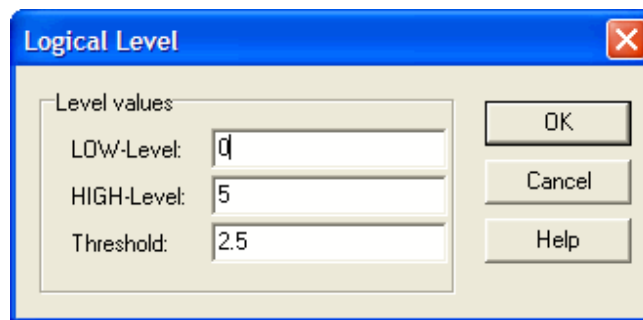 Logical Level
Level values
LOW-Level: 0
HIGH-Level: 5
Threshold: 2.5
OK
Cancel
Help